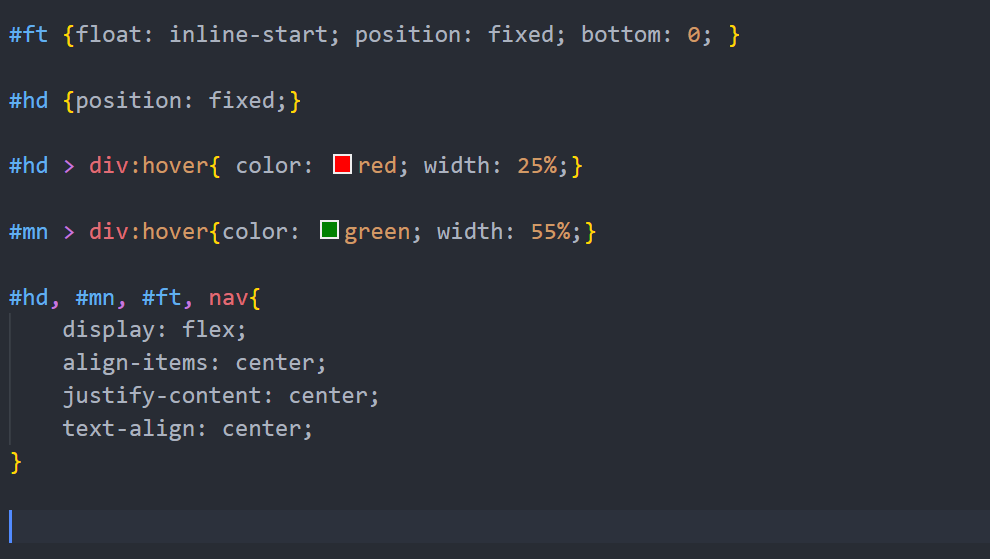 #ft {float: inline-start; position: fixed; bottom: 0; }
#hd {position: fixed;}
#hd > div:hover{ color: red; width: 25%;}
#mn > div:hover{color: green; width: 55%;}
#hd, #mn, #ft, nav{
    display: flex;
    align-items: center;
    justify-content: center;
    text-align: center;
}